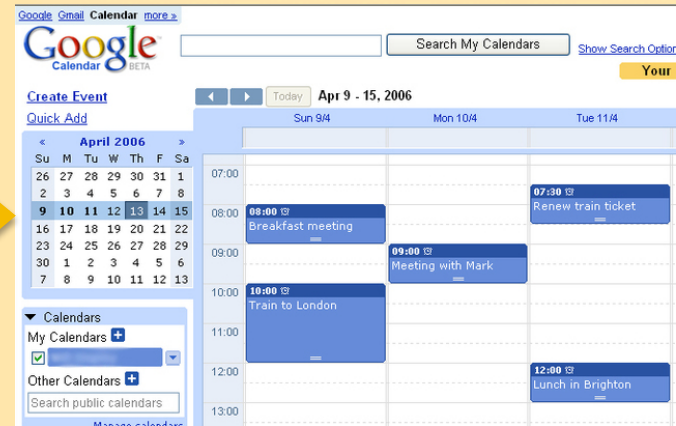 Google Gmail Calendar more »
Google
Calendar BETA
Search My Calendars
Show Search Option
Your
Create Event
Quick Add
Today Apr 9 - 15, 2006
Sun 9/4 Mon 10/4 Tue 11/4
« April 2006 »
Su M Tu W Th F Sa
26 27 28 29 30 31 1
2 3 4 5 6 7 8
9 10 11 12 13 14 15
16 17 18 19 20 21 22
23 24 25 26 27 28 29
30 1 2 3 4 5 6
7 8 9 10 11 12 13
07:00
07:30
Renew train ticket
08:00
08:00
Breakfast meeting
09:00
09:00
Meeting with Mark
10:00
10:00
Train to London
11:00
12:00
12:00
Lunch in Brighton
13:00
Calendars
My Calendars +
Other Calendars +
Search public calendars
Manage calendars